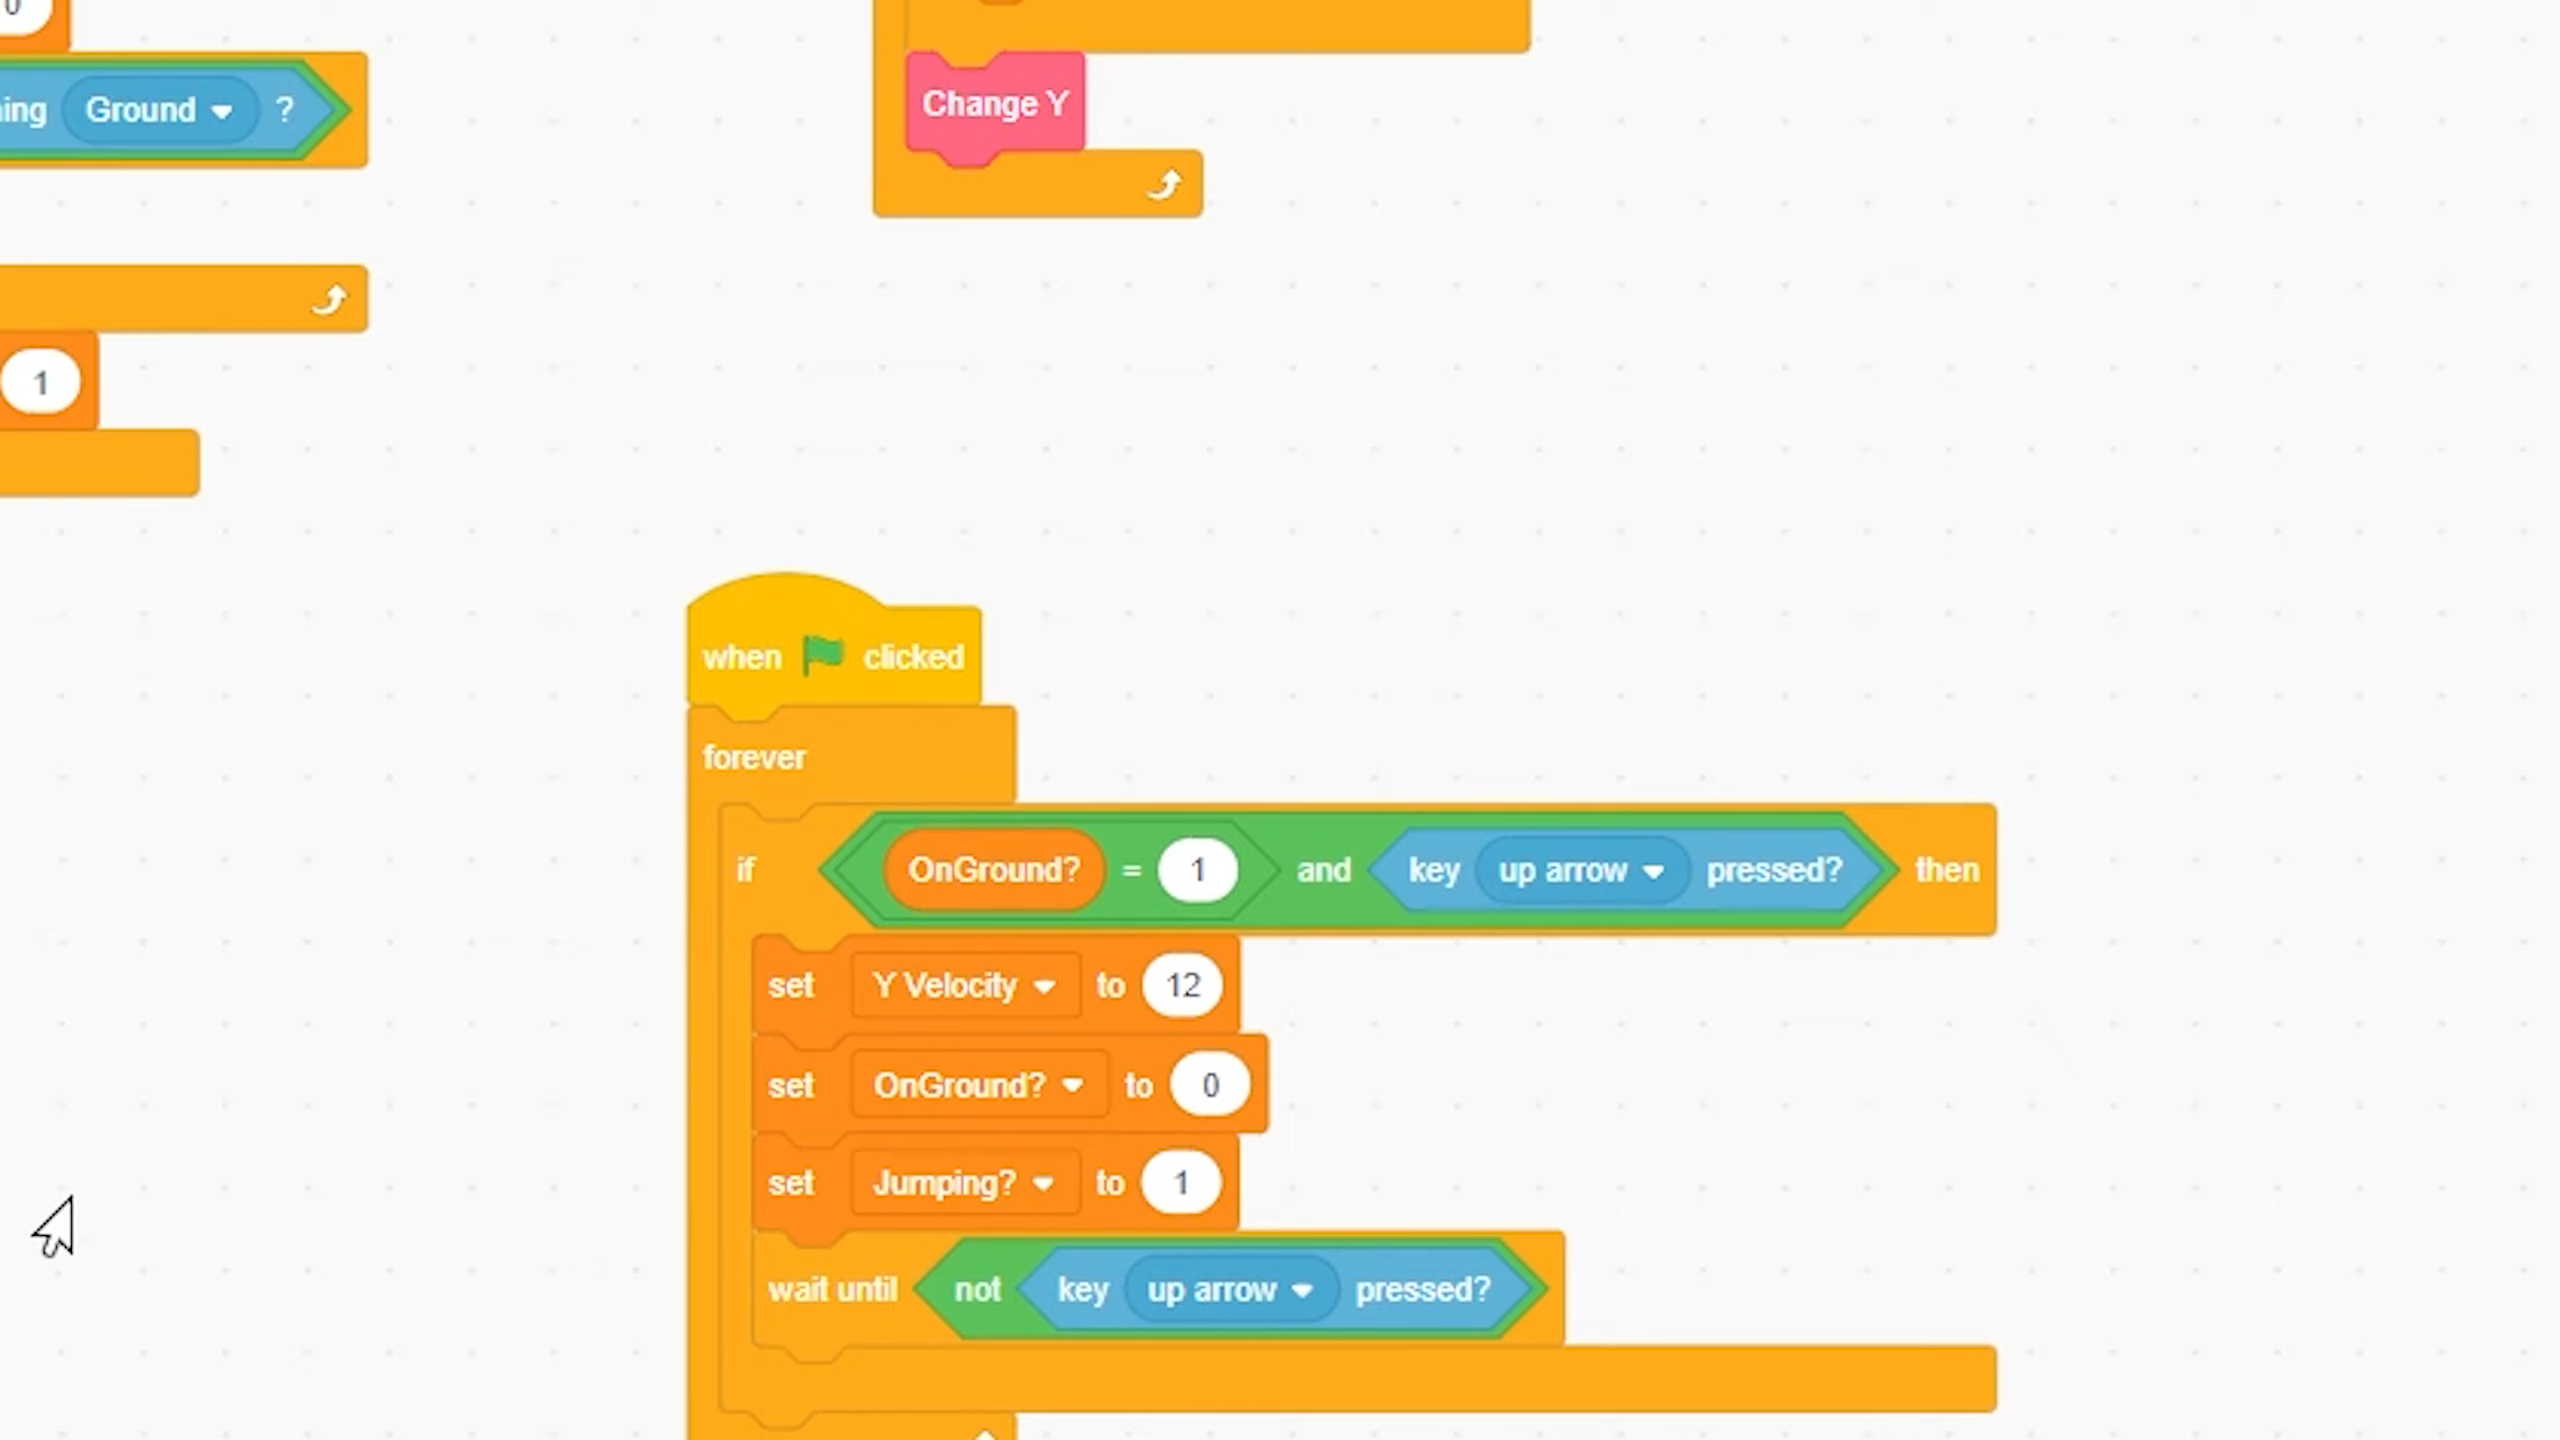 0
Ground ?
Change Y
1
when clicked
forever
if OnGround? = 1 and key up arrow pressed? then
set Y Velocity to 12
set OnGround? to 0
set Jumping? to 1
wait until not key up arrow pressed?